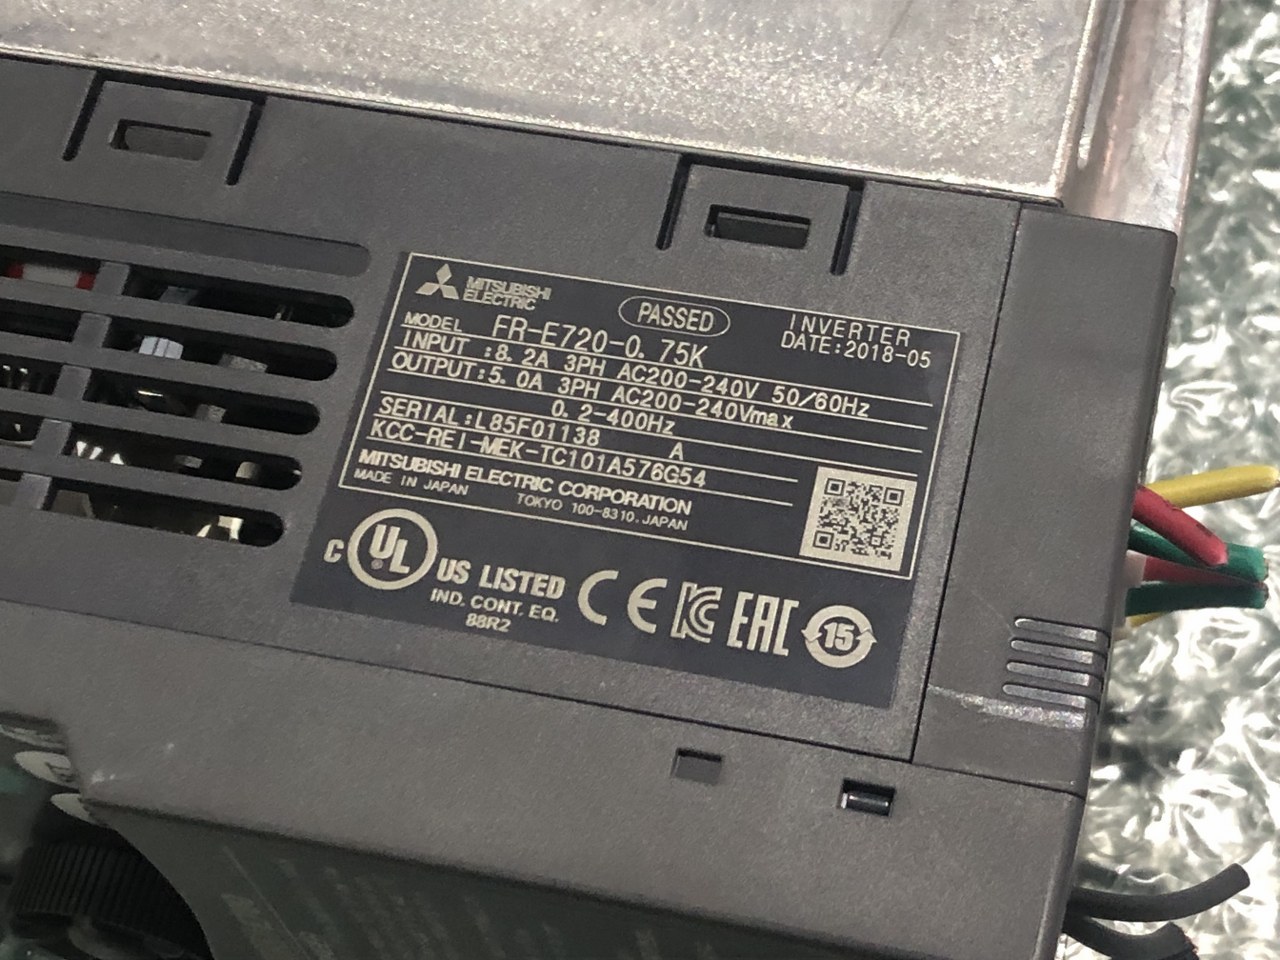 MITSUBISHI
ELECTRIC
PASSED
INVERTER
MODEL FR-E720-0.75K
DATE:2018-05
INPUT :8.2A 3PH AC200-240V 50/60Hz
OUTPUT:5.0A 3PH AC200-240Vmax
0.2-400Hz
SERIAL:L85F01138 A
KCC-REI-MEK-TC101A576G54
MITSUBISHI ELECTRIC CORPORATION
MADE IN JAPAN TOKYO 100-8310, JAPAN
C UL US LISTED
IND. CONT. EQ.
88R2
CE KC EAC 15